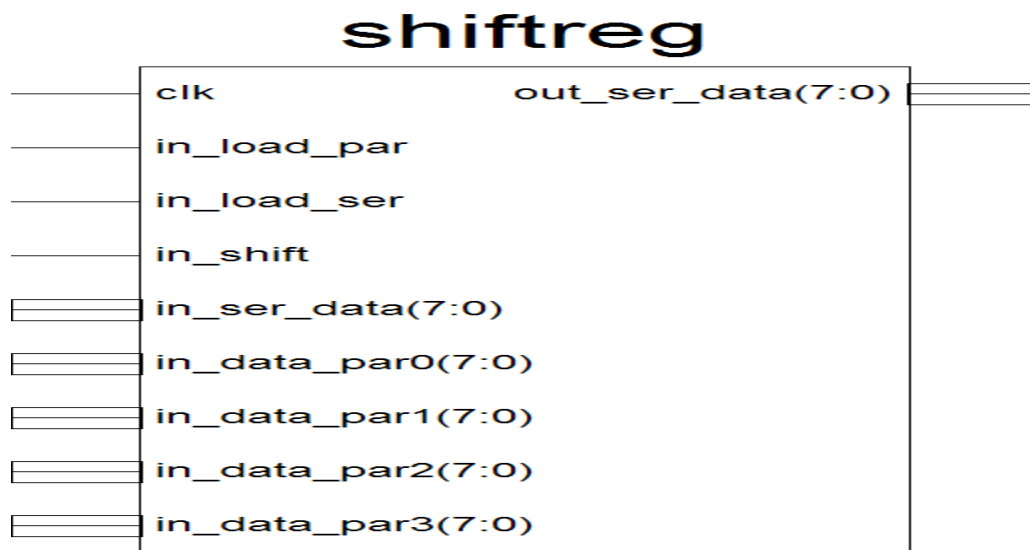 shiftreg
clk out_ser_data(7:0)
in_load_par
in_load_ser
in_shift
in_ser_data(7:0)
in_data_par0(7:0)
in_data_par1(7:0)
in_data_par2(7:0)
in_data_par3(7:0)